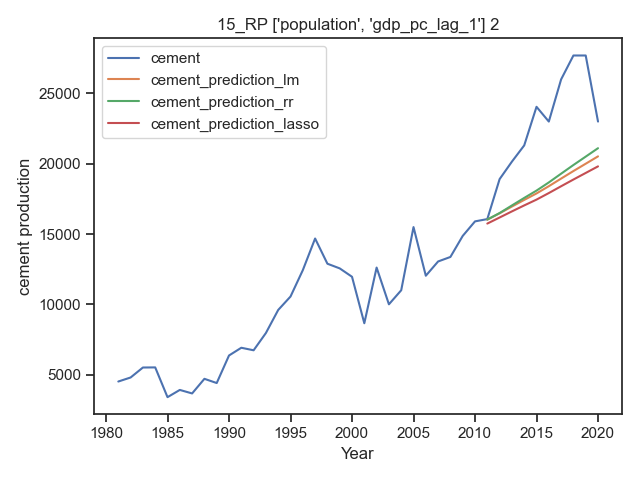 15_RP ['population', 'gdp_pc_lag_1'] 2
cement
cement_prediction_lm
cement_prediction_rr
cement_prediction_lasso
25000
20000
15000
10000
5000
cement production
1980 1985 1990 1995 2000 2005 2010 2015 2020
Year